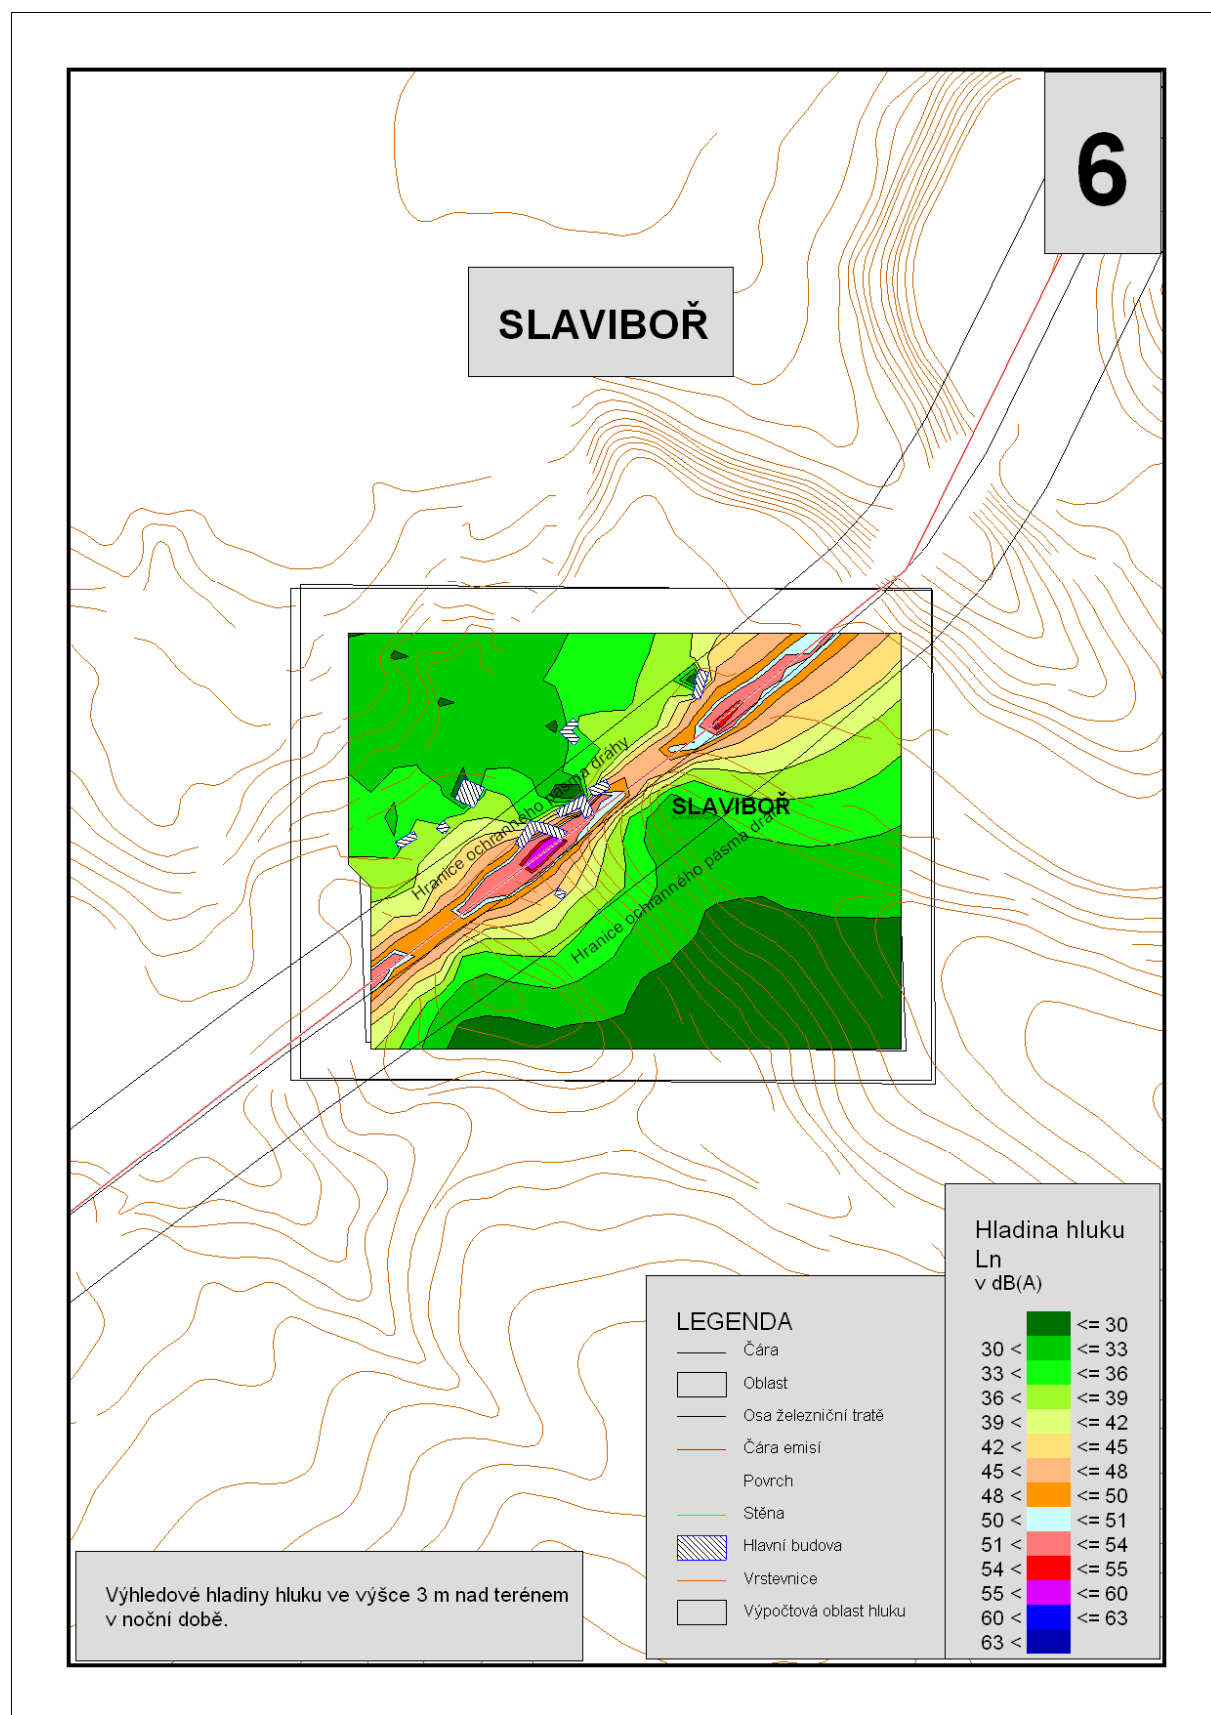 6
SLAVIBOŘ
Hranice ochranného pásma dráhy
SLAVIBOŘ
Hranice ochranného pásma dráhy
Hladina hluku
Ln
v dB(A)
<= 30
30 < <= 33
33 < <= 36
36 < <= 39
39 < <= 42
42 < <= 45
45 < <= 48
48 < <= 50
50 < <= 51
51 < <= 54
54 < <= 55
55 < <= 60
60 < <= 63
63 <
LEGENDA
Čára
Oblast
Osa železniční tratě
Čára emisí
Povrch
Stěna
Hlavní budova
Vrstevnice
Výpočtová oblast hluku
Výhledové hladiny hluku ve výšce 3 m nad terénem
v noční době.